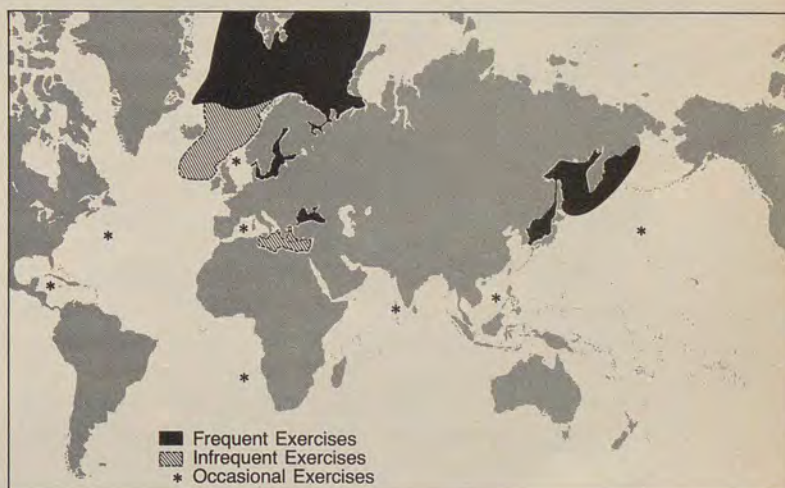 Frequent Exercises
Infrequent Exercises
* Occasional Exercises